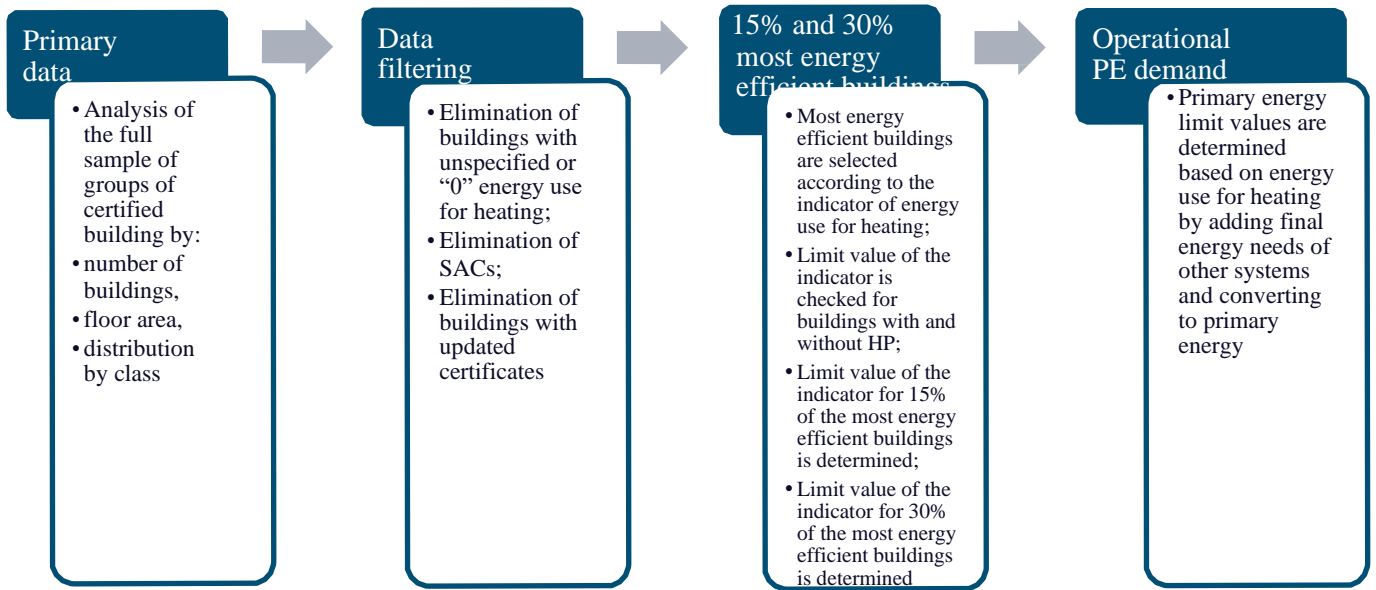 Primary
data
• Analysis of
the full
sample of
groups of
certified
building by:
• number of
buildings,
• floor area,
• distribution
by class
Data
filtering
• Elimination of
buildings with
unspecified or
“0” energy use
for heating;
• Elimination of
SACs;
• Elimination of
buildings with
updated
certificates
15% and 30%
most energy
efficient buildings
• Most energy
efficient buildings
are selected
according to the
indicator of energy
use for heating;
• Limit value of the
indicator is
checked for
buildings with and
without HP;
• Limit value of the
indicator for 15%
of the most energy
efficient buildings
is determined;
• Limit value of the
indicator for 30%
of the most energy
efficient buildings
is determined
Operational
PE demand
• Primary energy
limit values are
determined
based on energy
use for heating
by adding final
energy needs of
other systems
and converting
to primary
energy